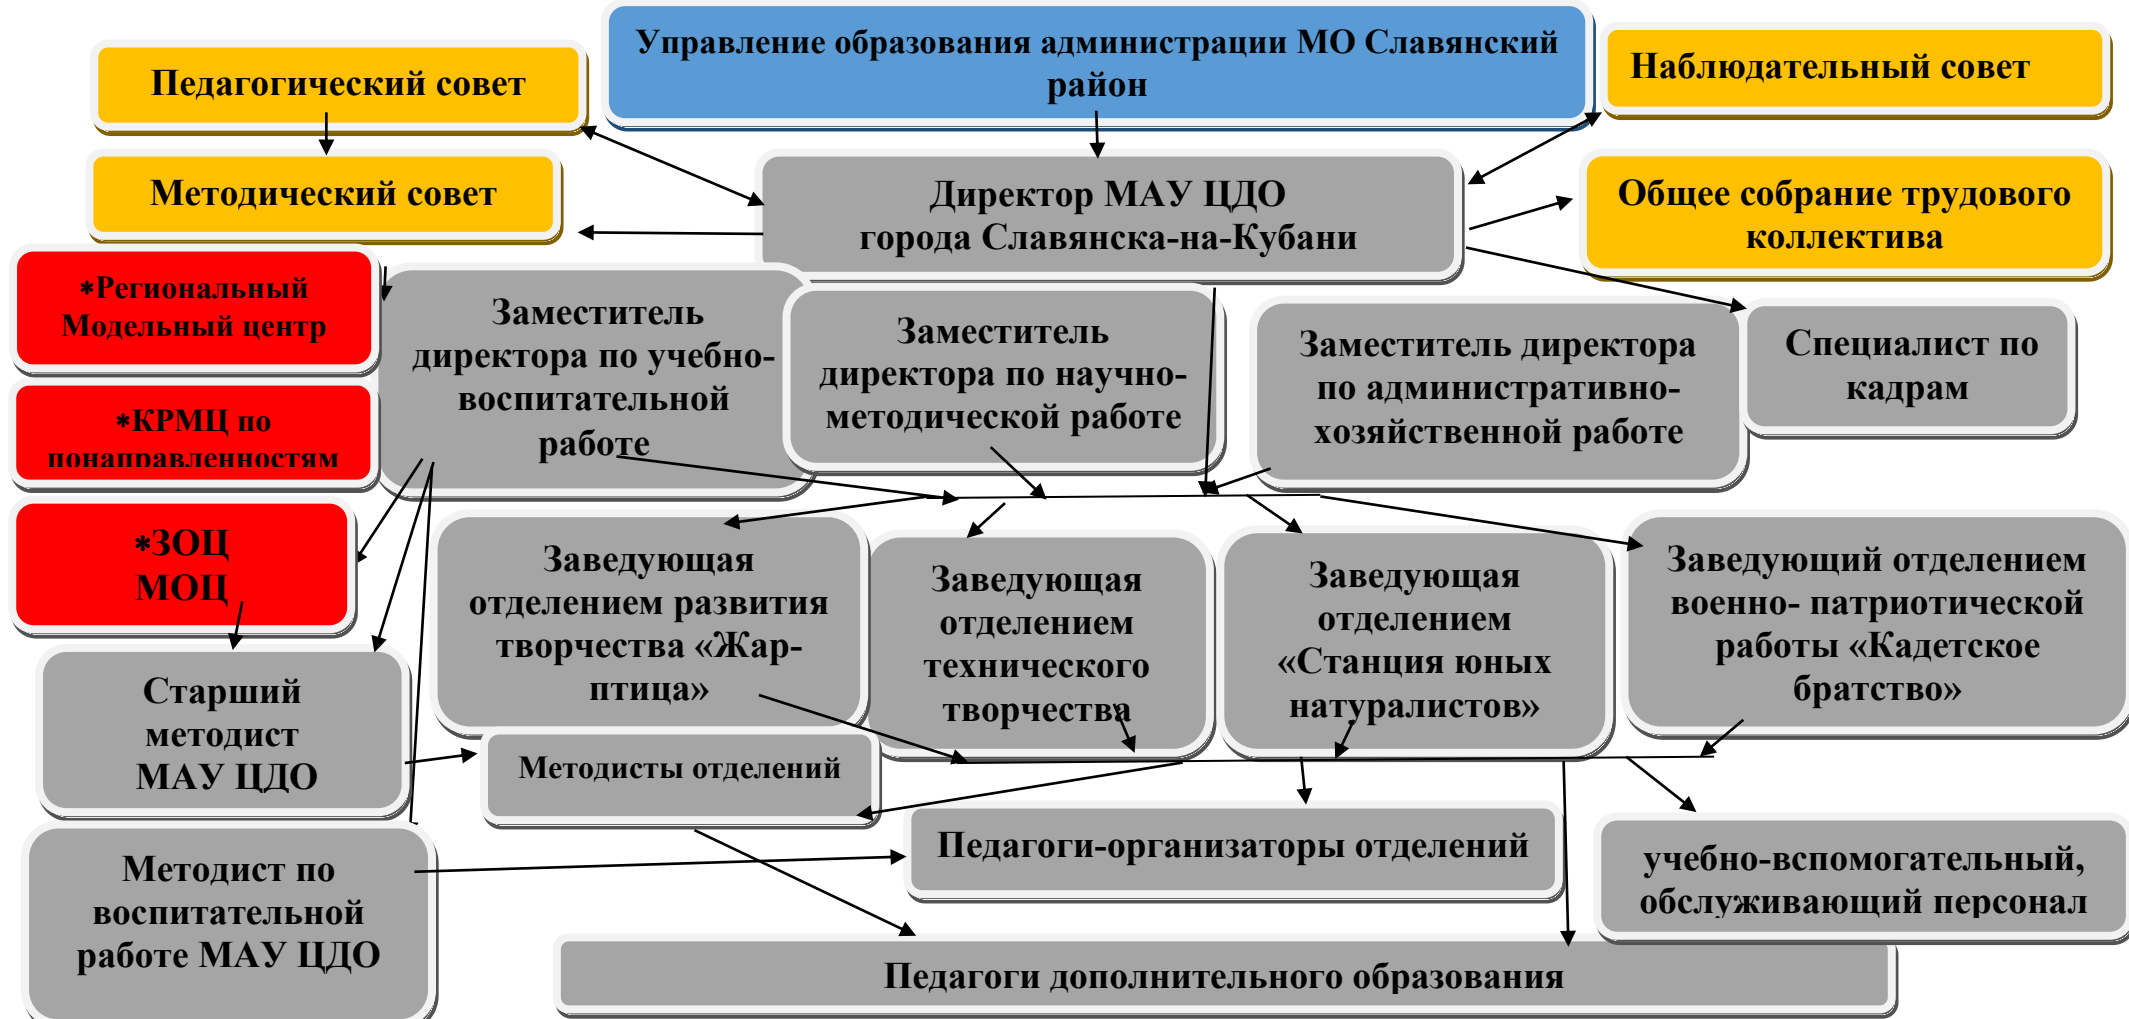 Управление образования администрации МО Славянский
район
Педагогический совет
Наблюдательный совет
Методический совет
Директор МАУ ЦДО
города Славянска-на-Кубани
Общее собрание трудового
коллектива
*Региональный
Модельный центр
Заместитель
директора по учебно-
воспитательной
работе
Заместитель
директора по научно-
методической работе
Заместитель директора
по административно-
хозяйственной работе
Специалист по
кадрам
*КРМЦ по
понаправленностям
*ЗОЦ
МОЦ
Заведующая
отделением развития
творчества «Жар-
птица»
Заведующая
отделением
технического
творчества
Заведующая
отделением
«Станция юных
натуралистов»
Заведующий отделением
военно- патриотической
работы «Кадетское
братство»
Старший
методист
МАУ ЦДО
Методисты отделений
Педагоги-организаторы отделений
учебно-вспомогательный,
обслуживающий персонал
Методист по
воспитательной
работе МАУ ЦДО
Педагоги дополнительного образования